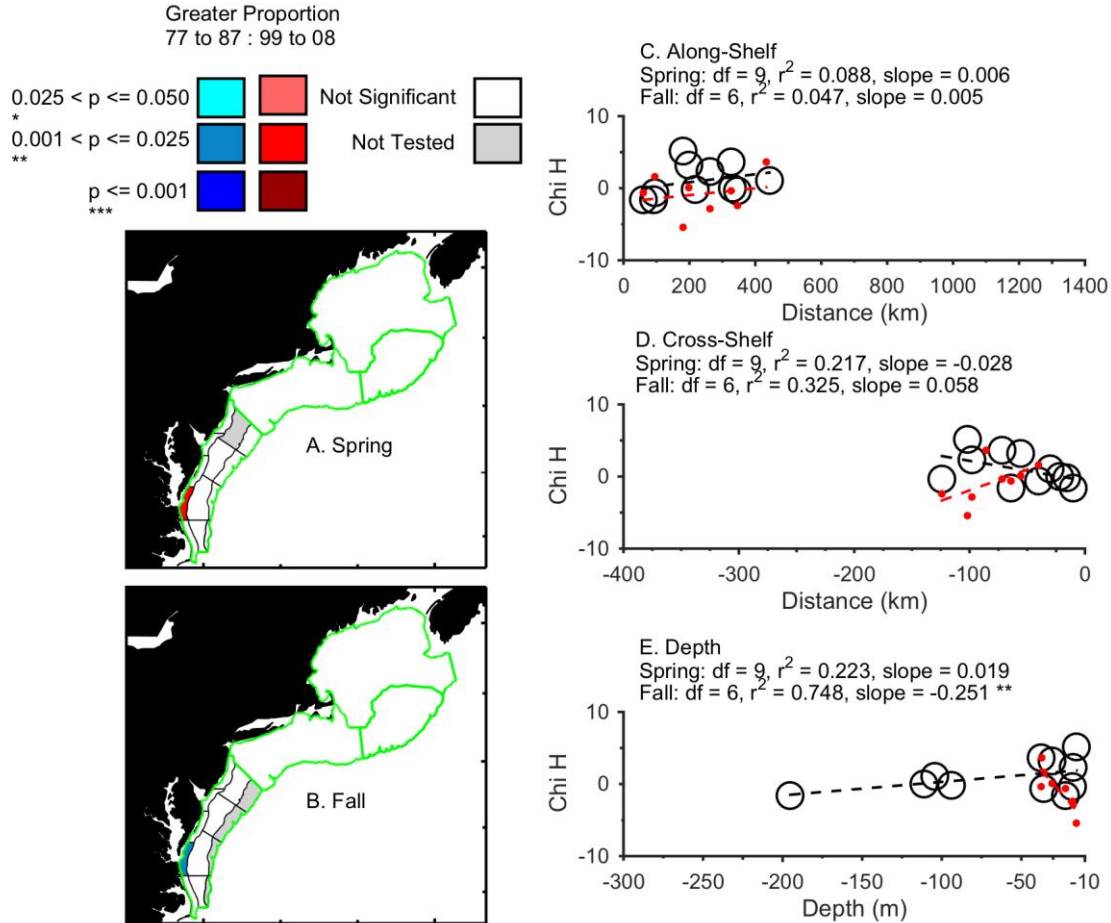 Greater Proportion
77 to 87 : 99 to 08
0.025 < p <= 0.050
*
0.001 < p <= 0.025
**
p <= 0.001
***
Not Significant
Not Tested
A. Spring
B. Fall
C. Along-Shelf
Spring: df = 9, r² = 0.088, slope = 0.006
Fall: df = 6, r² = 0.047, slope = 0.005
10
0
-10
Chi H
0 200 400 600 800 1000 1200 1400
Distance (km)
D. Cross-Shelf
Spring: df = 9, r² = 0.217, slope = -0.028
Fall: df = 6, r² = 0.325, slope = 0.058
10
0
-10
Chi H
-400 -300 -200 -100 0
Distance (km)
E. Depth
Spring: df = 9, r² = 0.223, slope = 0.019
Fall: df = 6, r² = 0.748, slope = -0.251 **
10
0
-10
Chi H
-300 -250 -200 -150 -100 -50 -10
Depth (m)